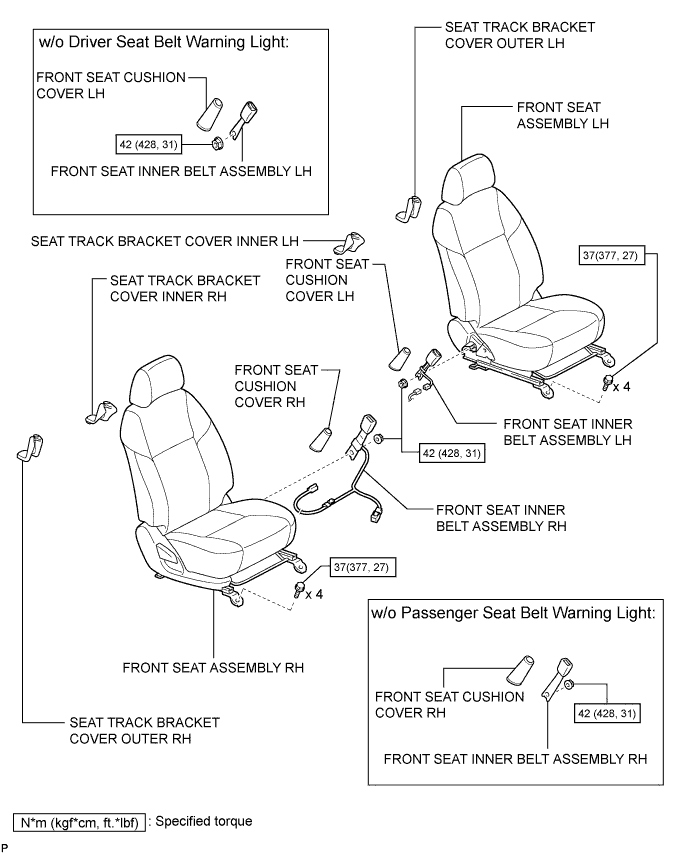 w/o Driver Seat Belt Warning Light:
FRONT SEAT CUSHION
COVER LH
42 (428, 31)
FRONT SEAT INNER BELT ASSEMBLY LH
SEAT TRACK BRACKET
COVER OUTER LH
FRONT SEAT
ASSEMBLY LH
SEAT TRACK BRACKET COVER INNER LH
37(377, 27)
FRONT SEAT
CUSHION
COVER LH
SEAT TRACK BRACKET
COVER INNER RH
FRONT SEAT
CUSHION
COVER RH
x 4
FRONT SEAT INNER
BELT ASSEMBLY LH
42 (428, 31)
FRONT SEAT INNER
BELT ASSEMBLY RH
37(377, 27)
x 4
FRONT SEAT ASSEMBLY RH
SEAT TRACK BRACKET
COVER OUTER RH
w/o Passenger Seat Belt Warning Light:
FRONT SEAT CUSHION
COVER RH
42 (428, 31)
FRONT SEAT INNER BELT ASSEMBLY RH
N*m (kgf*cm, ft.*lbf) : Specified torque
P